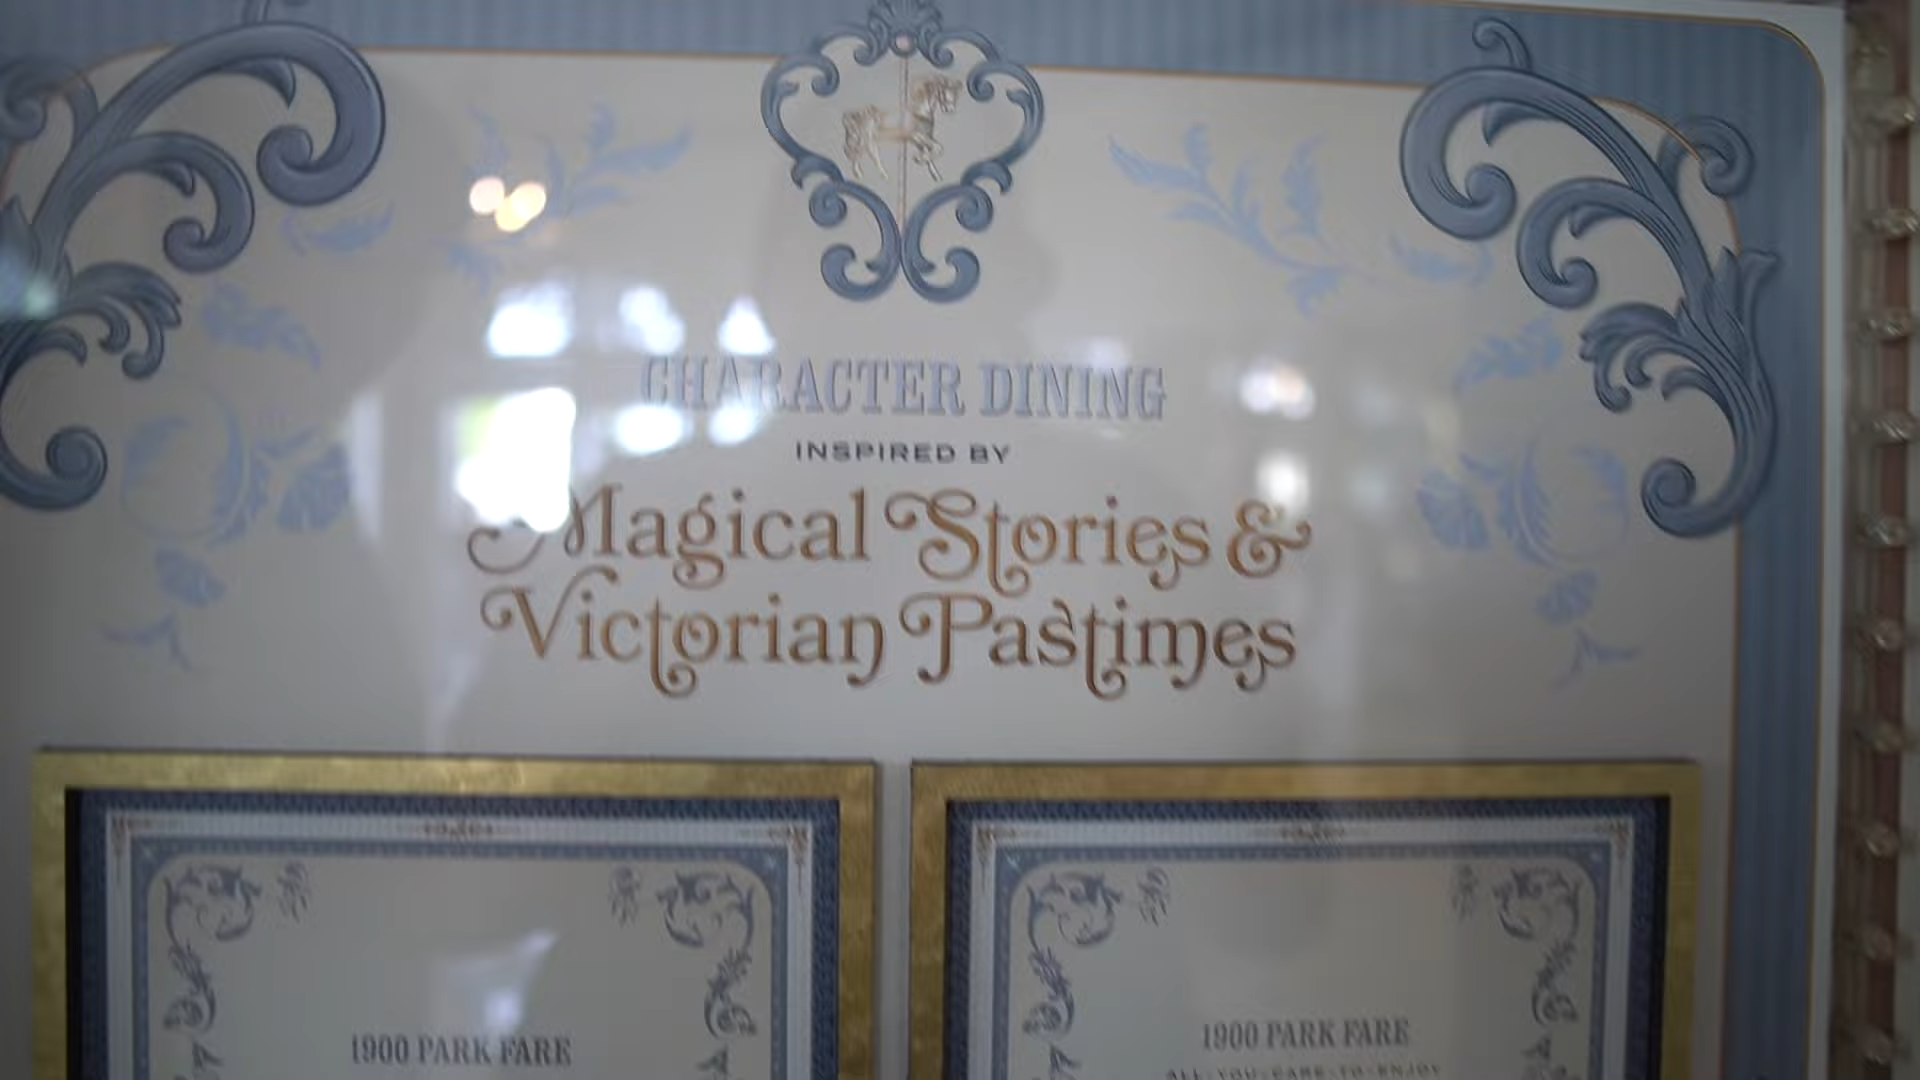 CHARACTER DINING
INSPIRED BY
Magical Stories &
Victorian Pastimes
1900 PARK FARE
1900 PARK FARE
ALL-YOU-CARE-TO-ENJOY